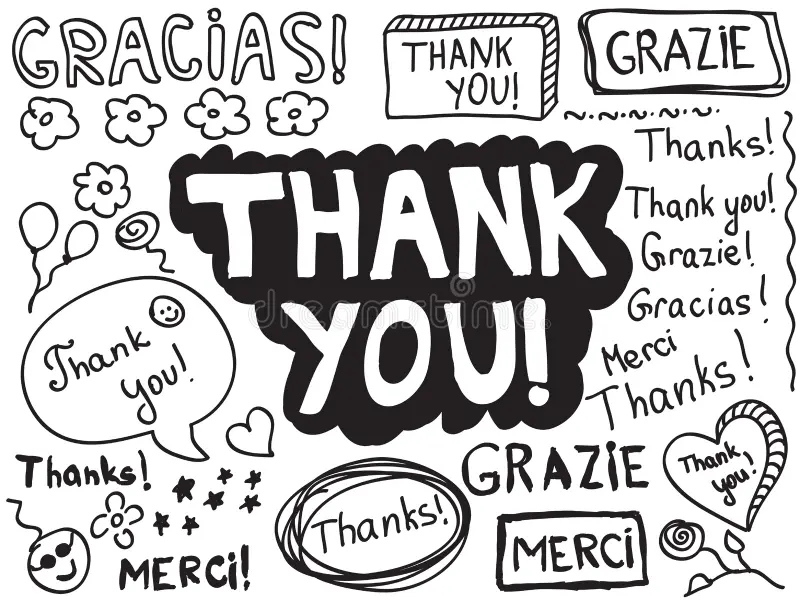 GRACIAS!
THANK
YOU!
GRAZIE
Thanks!
Thank you!
Grazie!
Gracias!
Merci
Thanks!
THANK
YOU!
Thank
you!
Thanks!
MERCi!
Thanks!
GRAZiE
MERCi
Thank
you!
dreamstime